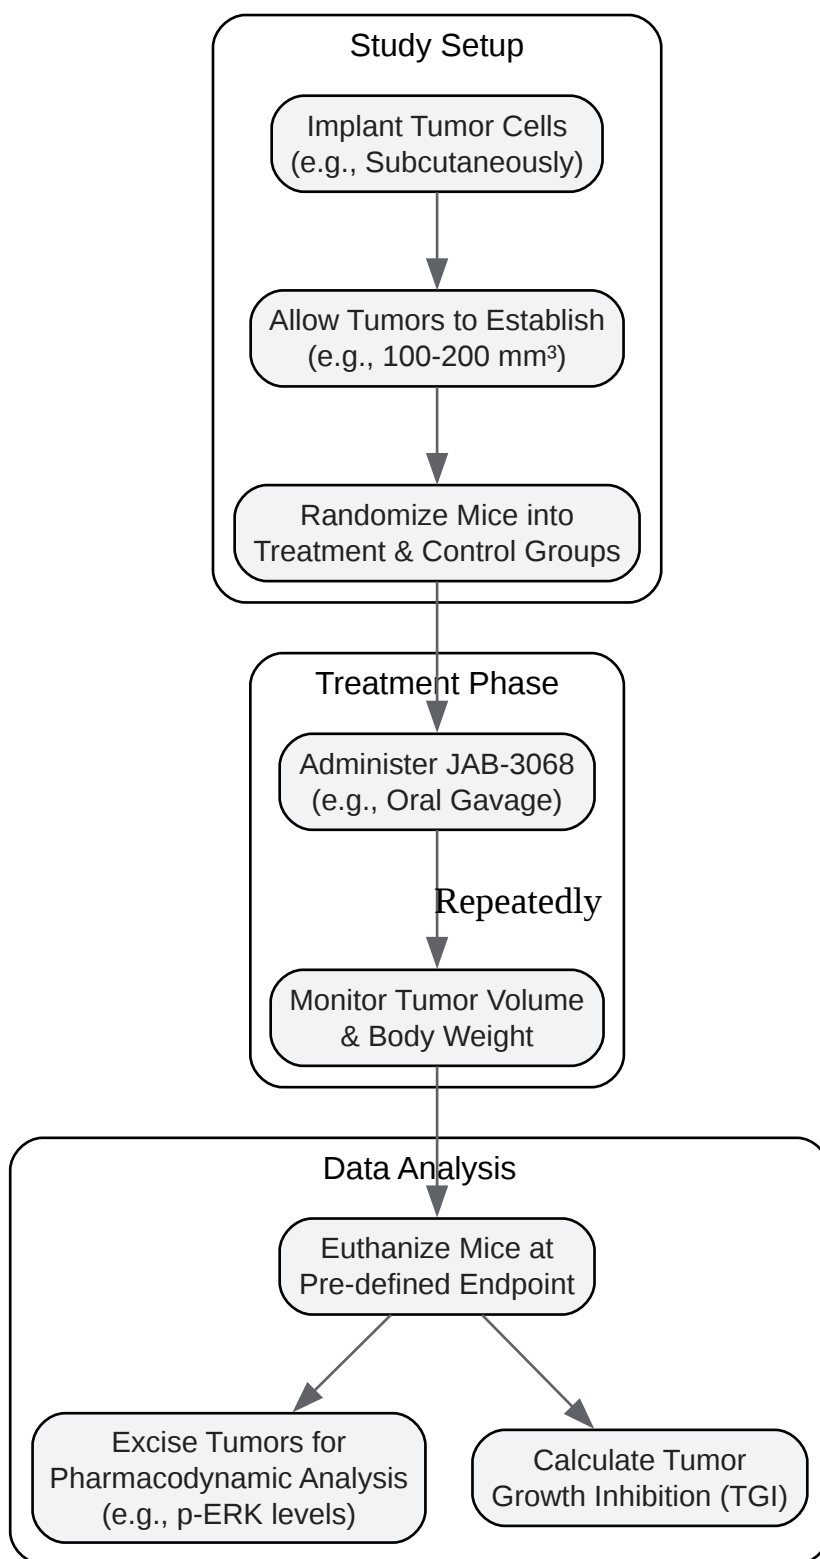 Study Setup
Implant Tumor Cells
(e.g., Subcutaneously)
Allow Tumors to Establish
(e.g., 100-200 mm³)
Randomize Mice into
Treatment & Control Groups
Treatment Phase
Administer JAB-3068
(e.g., Oral Gavage)
Repeatedly
Monitor Tumor Volume
& Body Weight
Data Analysis
Euthanize Mice at
Pre-defined Endpoint
Excise Tumors for
Pharmacodynamic Analysis
(e.g., p-ERK levels)
Calculate Tumor
Growth Inhibition (TGI)